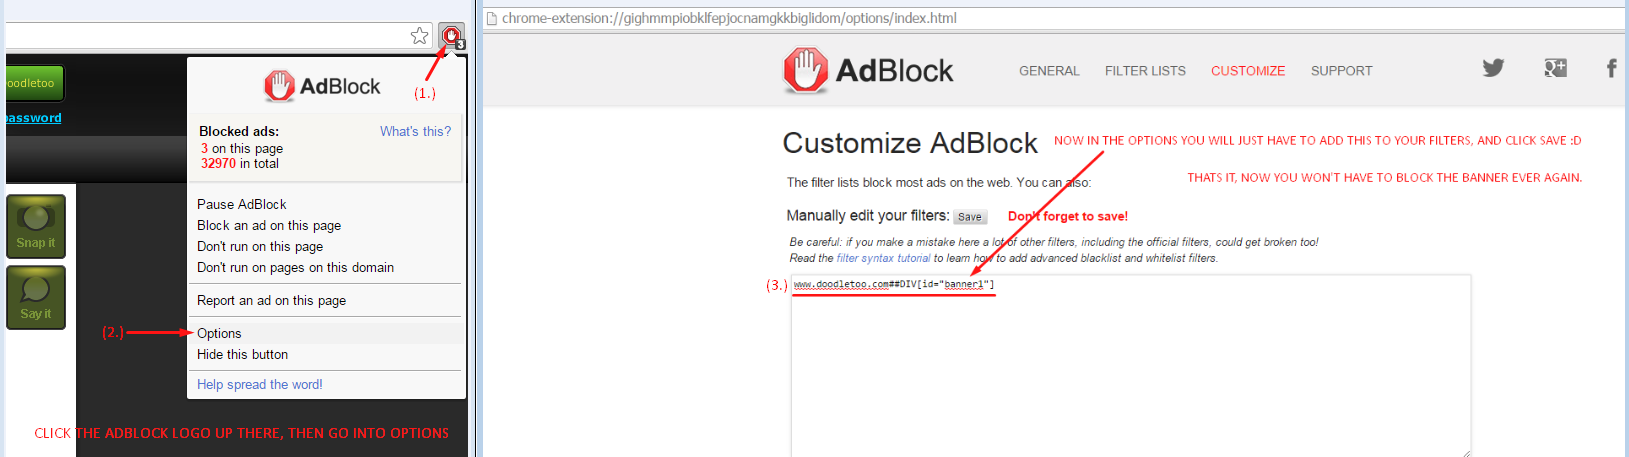 3
(1.)
oodletoo
password
AdBlock
Blocked ads:
What's this?
3 on this page
32970 in total
Pause AdBlock
Block an ad on this page
Don't run on this page
Don't run on pages on this domain
Report an ad on this page
(2.)
Options
Hide this button
Help spread the word!
Snap it
Say it
CLICK THE ADBLOCK LOGO UP THERE, THEN GO INTO OPTIONS
chrome-extension://gighmmpiobklfepjocnamgkkbiglidom/options/index.html
AdBlock
GENERAL
FILTER LISTS
CUSTOMIZE
SUPPORT
Customize AdBlock
NOW IN THE OPTIONS YOU WILL JUST HAVE TO ADD THIS TO YOUR FILTERS, AND CLICK SAVE :D
THATS IT, NOW YOU WON'T HAVE TO BLOCK THE BANNER EVER AGAIN.
The filter lists block most ads on the web. You can also:
Manually edit your filters: Save Don't forget to save!
Be careful: if you make a mistake here a lot of other filters, including the official filters, could get broken too!
Read the filter syntax tutorial to learn how to add advanced blacklist and whitelist filters.
(3.)
www.doodletoo.com##DIV[id="banner1"]